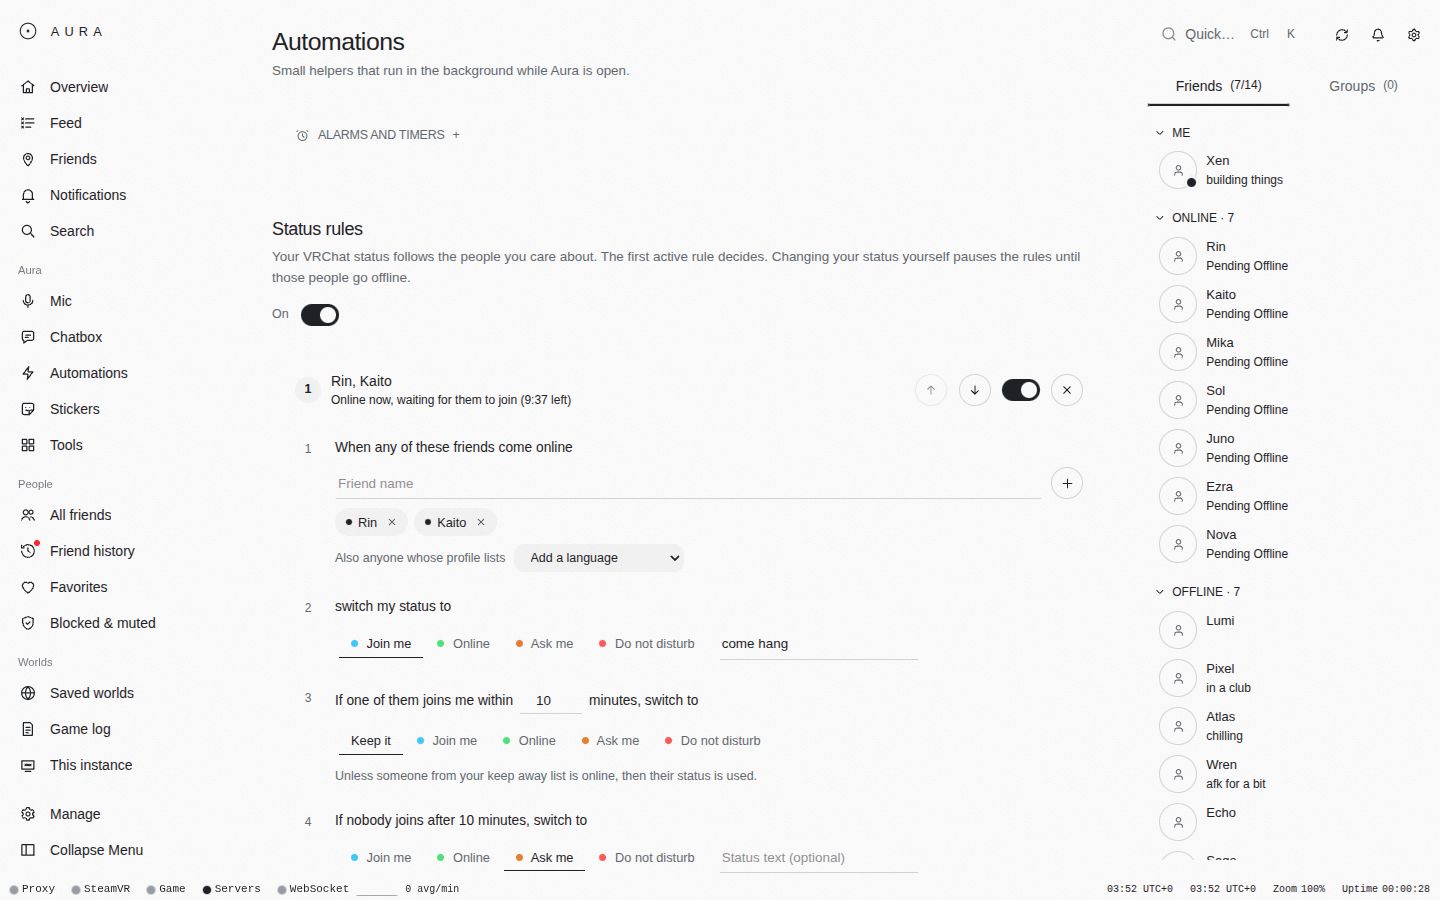 AURA
Overview
Feed
Friends
Notifications
Search
Aura
Mic
Chatbox
Automations
Stickers
Tools
People
All friends
Friend history
Favorites
Blocked & muted
Worlds
Saved worlds
Game log
This instance
Manage
Collapse Menu
Automations
Small helpers that run in the background while Aura is open.
ALARMS AND TIMERS +
Status rules
Your VRChat status follows the people you care about. The first active rule decides. Changing your status yourself pauses the rules until
those people go offline.
On
1 Rin, Kaito
Online now, waiting for them to join (9:37 left)
1 When any of these friends come online
Friend name
Rin Kaito
Also anyone whose profile lists Add a language
2 switch my status to
Join me Online Ask me Do not disturb come hang
3 If one of them joins me within 10 minutes, switch to
Keep it Join me Online Ask me Do not disturb
Unless someone from your keep away list is online, then their status is used.
4 If nobody joins after 10 minutes, switch to
Join me Online Ask me Do not disturb Status text (optional)
Quick… Ctrl K
Friends (7/14) Groups (0)
ME
Xen
building things
ONLINE · 7
Rin
Pending Offline
Kaito
Pending Offline
Mika
Pending Offline
Sol
Pending Offline
Juno
Pending Offline
Ezra
Pending Offline
Nova
Pending Offline
OFFLINE · 7
Lumi
Pixel
in a club
Atlas
chilling
Wren
afk for a bit
Echo
Proxy SteamVR Game Servers WebSocket 0 avg/min
03:52 UTC+0 03:52 UTC+0 Zoom 100% Uptime 00:00:28